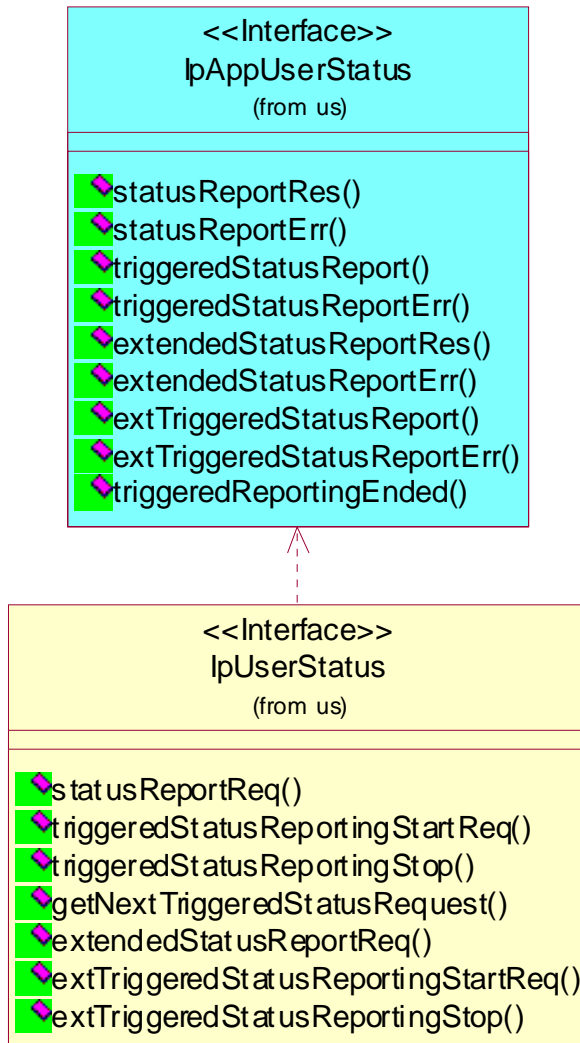 <<Interface>>
IpAppUserStatus
(from us)
statusReportRes()
statusReportErr()
triggeredStatusReport()
triggeredStatusReportErr()
extendedStatusReportRes()
extendedStatusReportErr()
extTriggeredStatusReport()
extTriggeredStatusReportErr()
triggeredReportingEnded()
<<Interface>>
IpUserStatus
(from us)
statusReportReq()
triggeredStatusReportingStartReq()
triggeredStatusReportingStop()
getNextTriggeredStatusRequest()
extendedStatusReportReq()
extTriggeredStatusReportingStartReq()
extTriggeredStatusReportingStop()